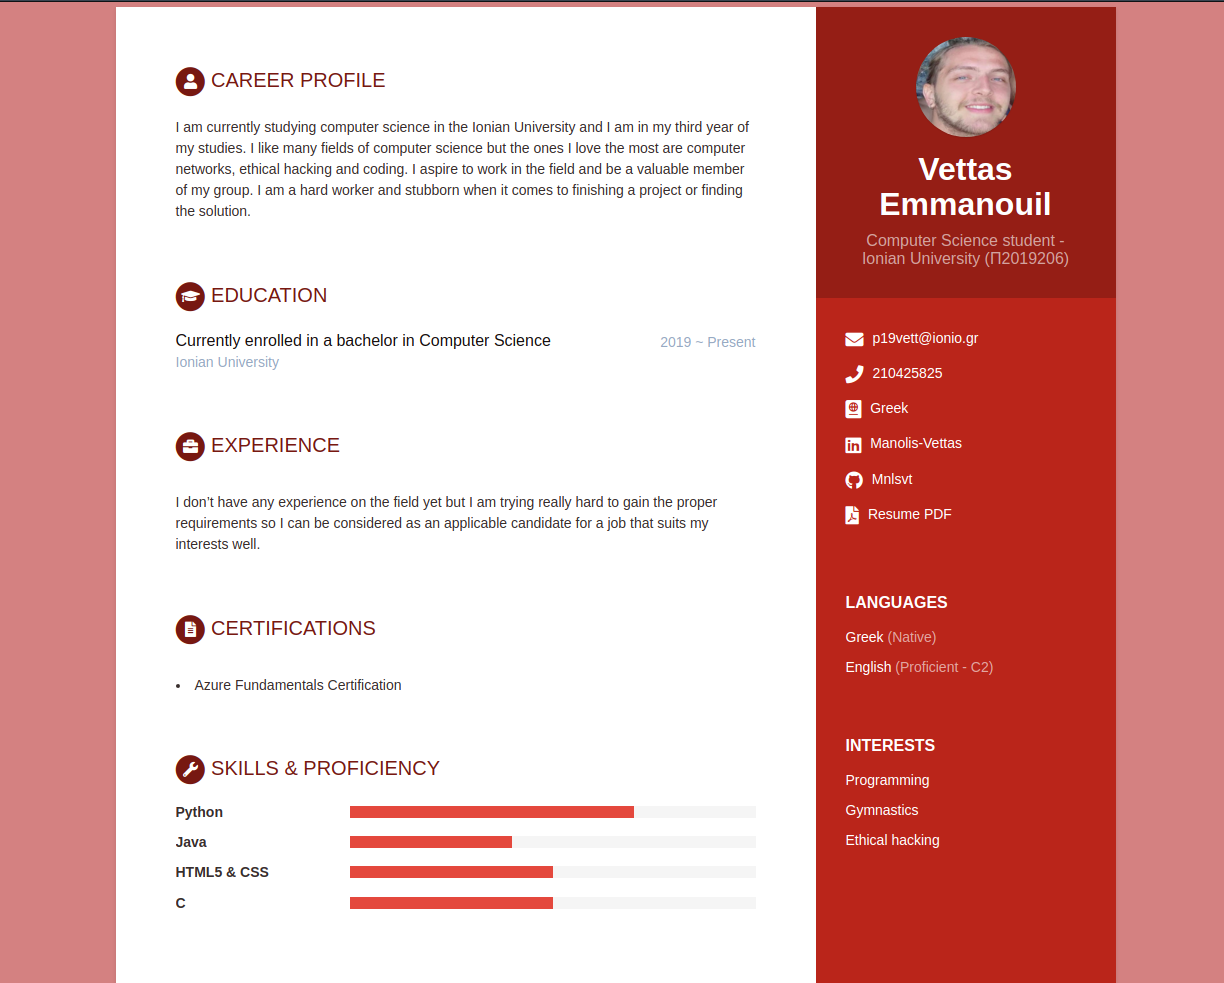 CAREER PROFILE
I am currently studying computer science in the Ionian University and I am in my third year of
my studies. I like many fields of computer science but the ones I love the most are computer
networks, ethical hacking and coding. I aspire to work in the field and be a valuable member
of my group. I am a hard worker and stubborn when it comes to finishing a project or finding
the solution.
EDUCATION
Currently enrolled in a bachelor in Computer Science
2019 ~ Present
Ionian University
EXPERIENCE
I don’t have any experience on the field yet but I am trying really hard to gain the proper
requirements so I can be considered as an applicable candidate for a job that suits my
interests well.
CERTIFICATIONS
• Azure Fundamentals Certification
SKILLS & PROFICIENCY
Python
Java
HTML5 & CSS
C
Vettas
Emmanouil
Computer Science student -
Ionian University (Π2019206)
p19vett@ionio.gr
210425825
Greek
Manolis-Vettas
Mnlsvt
Resume PDF
LANGUAGES
Greek (Native)
English (Proficient - C2)
INTERESTS
Programming
Gymnastics
Ethical hacking